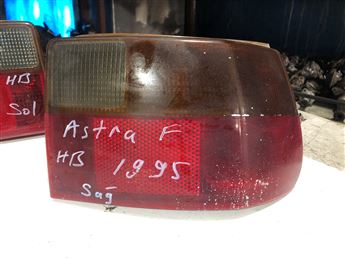 HB
Sol
Astra F
HB 1995
Sağ